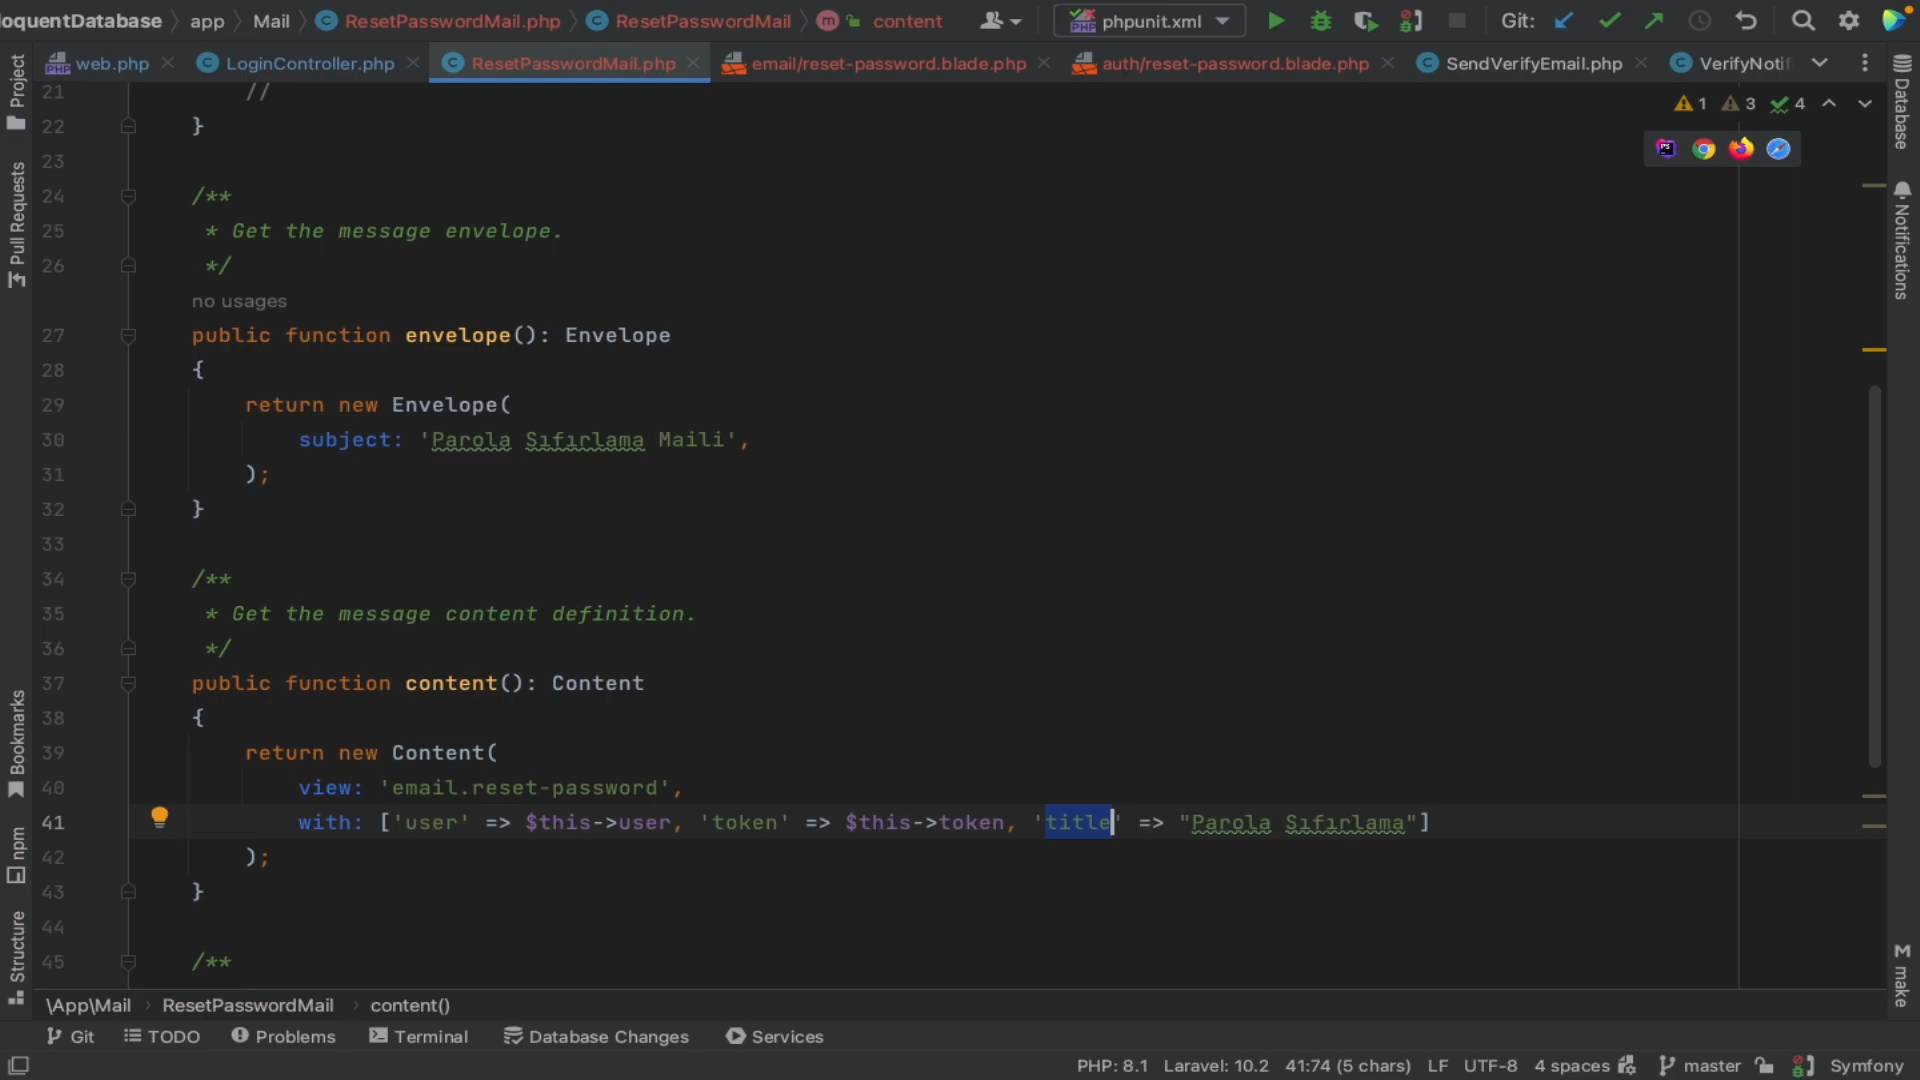 loquentDatabase app Mail ResetPasswordMail.php ResetPasswordMail m content phpunit.xml Git:
web.php LoginController.php ResetPasswordMail.php email/reset-password.blade.php auth/reset-password.blade.php SendVerifyEmail.php VerifyNotif
Project
Pull Requests
Bookmarks
npm
Structure
Database
Notifications
make
1 3 4
21 //
22 }
23
24 /**
25 * Get the message envelope.
26 */
no usages
27 public function envelope(): Envelope
28 {
29 return new Envelope(
30 subject: 'Parola Sıfırlama Maili',
31 );
32 }
33
34 /**
35 * Get the message content definition.
36 */
37 public function content(): Content
38 {
39 return new Content(
40 view: 'email.reset-password',
41 with: ['user' => $this->user, 'token' => $this->token, 'title' => "Parola Sıfırlama"]
42 );
43 }
44
45 /**
\App\Mail › ResetPasswordMail › content()
Git TODO Problems Terminal Database Changes Services
PHP: 8.1 Laravel: 10.2 41:74 (5 chars) LF UTF-8 4 spaces master Symfony